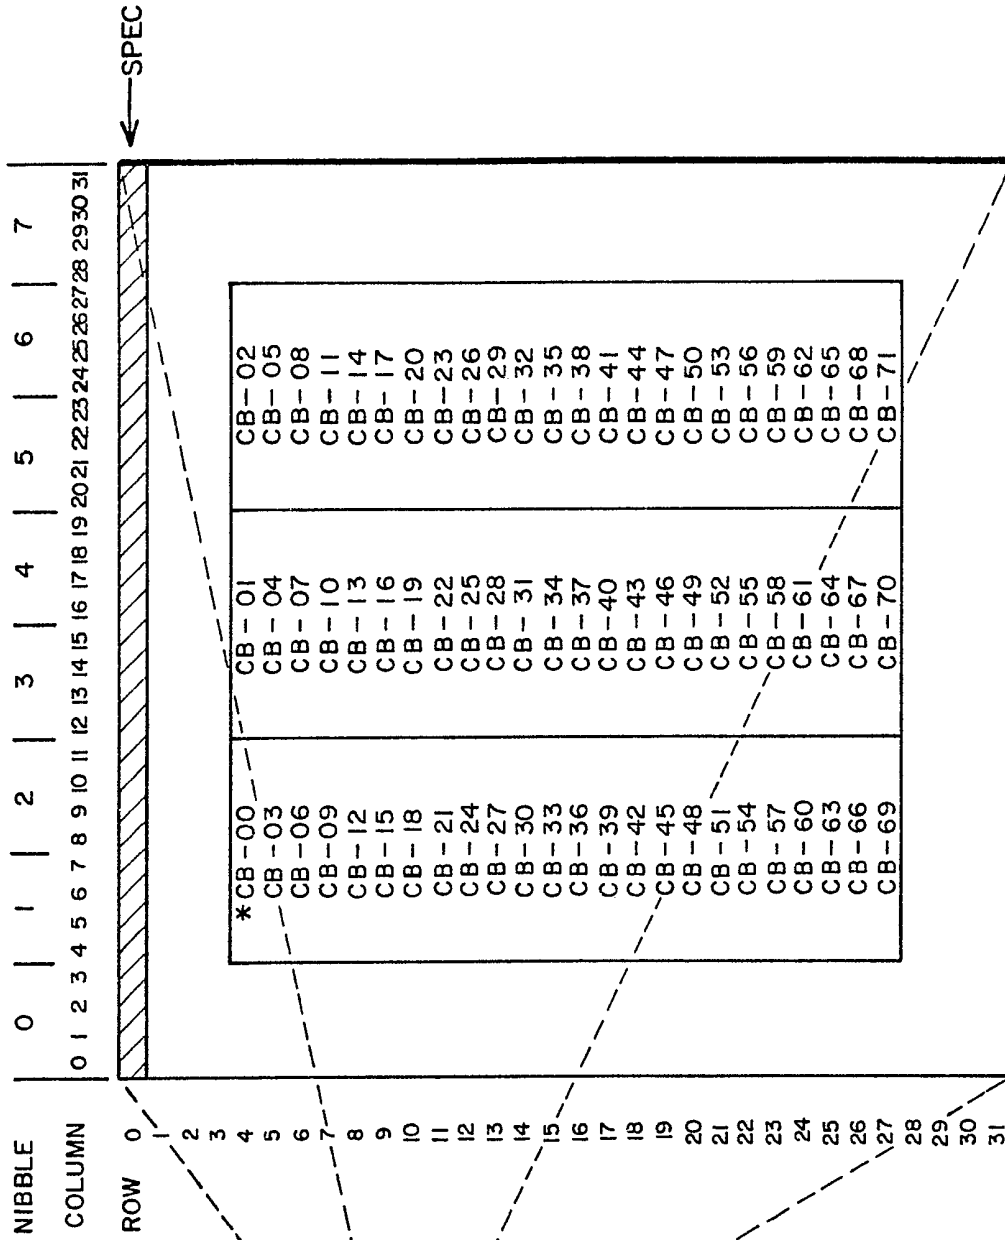 NIBBLE 0 | 1 | 2 | 3 | 4 | 5 | 6 | 7
COLUMN 0 1 2 3 4 5 6 7 8 9 10 11 12 13 14 15 16 17 18 19 20 21 22 23 24 25 26 27 28 29 30 31
ROW 0 ←SPEC
1
2
3
4 *CB-00 CB-01 CB-02
5 CB-03 CB-04 CB-05
6 CB-06 CB-07 CB-08
7 CB-09 CB-10 CB-11
8 CB-12 CB-13 CB-14
9 CB-15 CB-16 CB-17
10 CB-18 CB-19 CB-20
11 CB-21 CB-22 CB-23
12 CB-24 CB-25 CB-26
13 CB-27 CB-28 CB-29
14 CB-30 CB-31 CB-32
15 CB-33 CB-34 CB-35
16 CB-36 CB-37 CB-38
17 CB-39 CB-40 CB-41
18 CB-42 CB-43 CB-44
19 CB-45 CB-46 CB-47
20 CB-48 CB-49 CB-50
21 CB-51 CB-52 CB-53
22 CB-54 CB-55 CB-56
23 CB-57 CB-58 CB-59
24 CB-60 CB-61 CB-62
25 CB-63 CB-64 CB-65
26 CB-66 CB-67 CB-68
27 CB-69 CB-70 CB-71
28
29
30
31